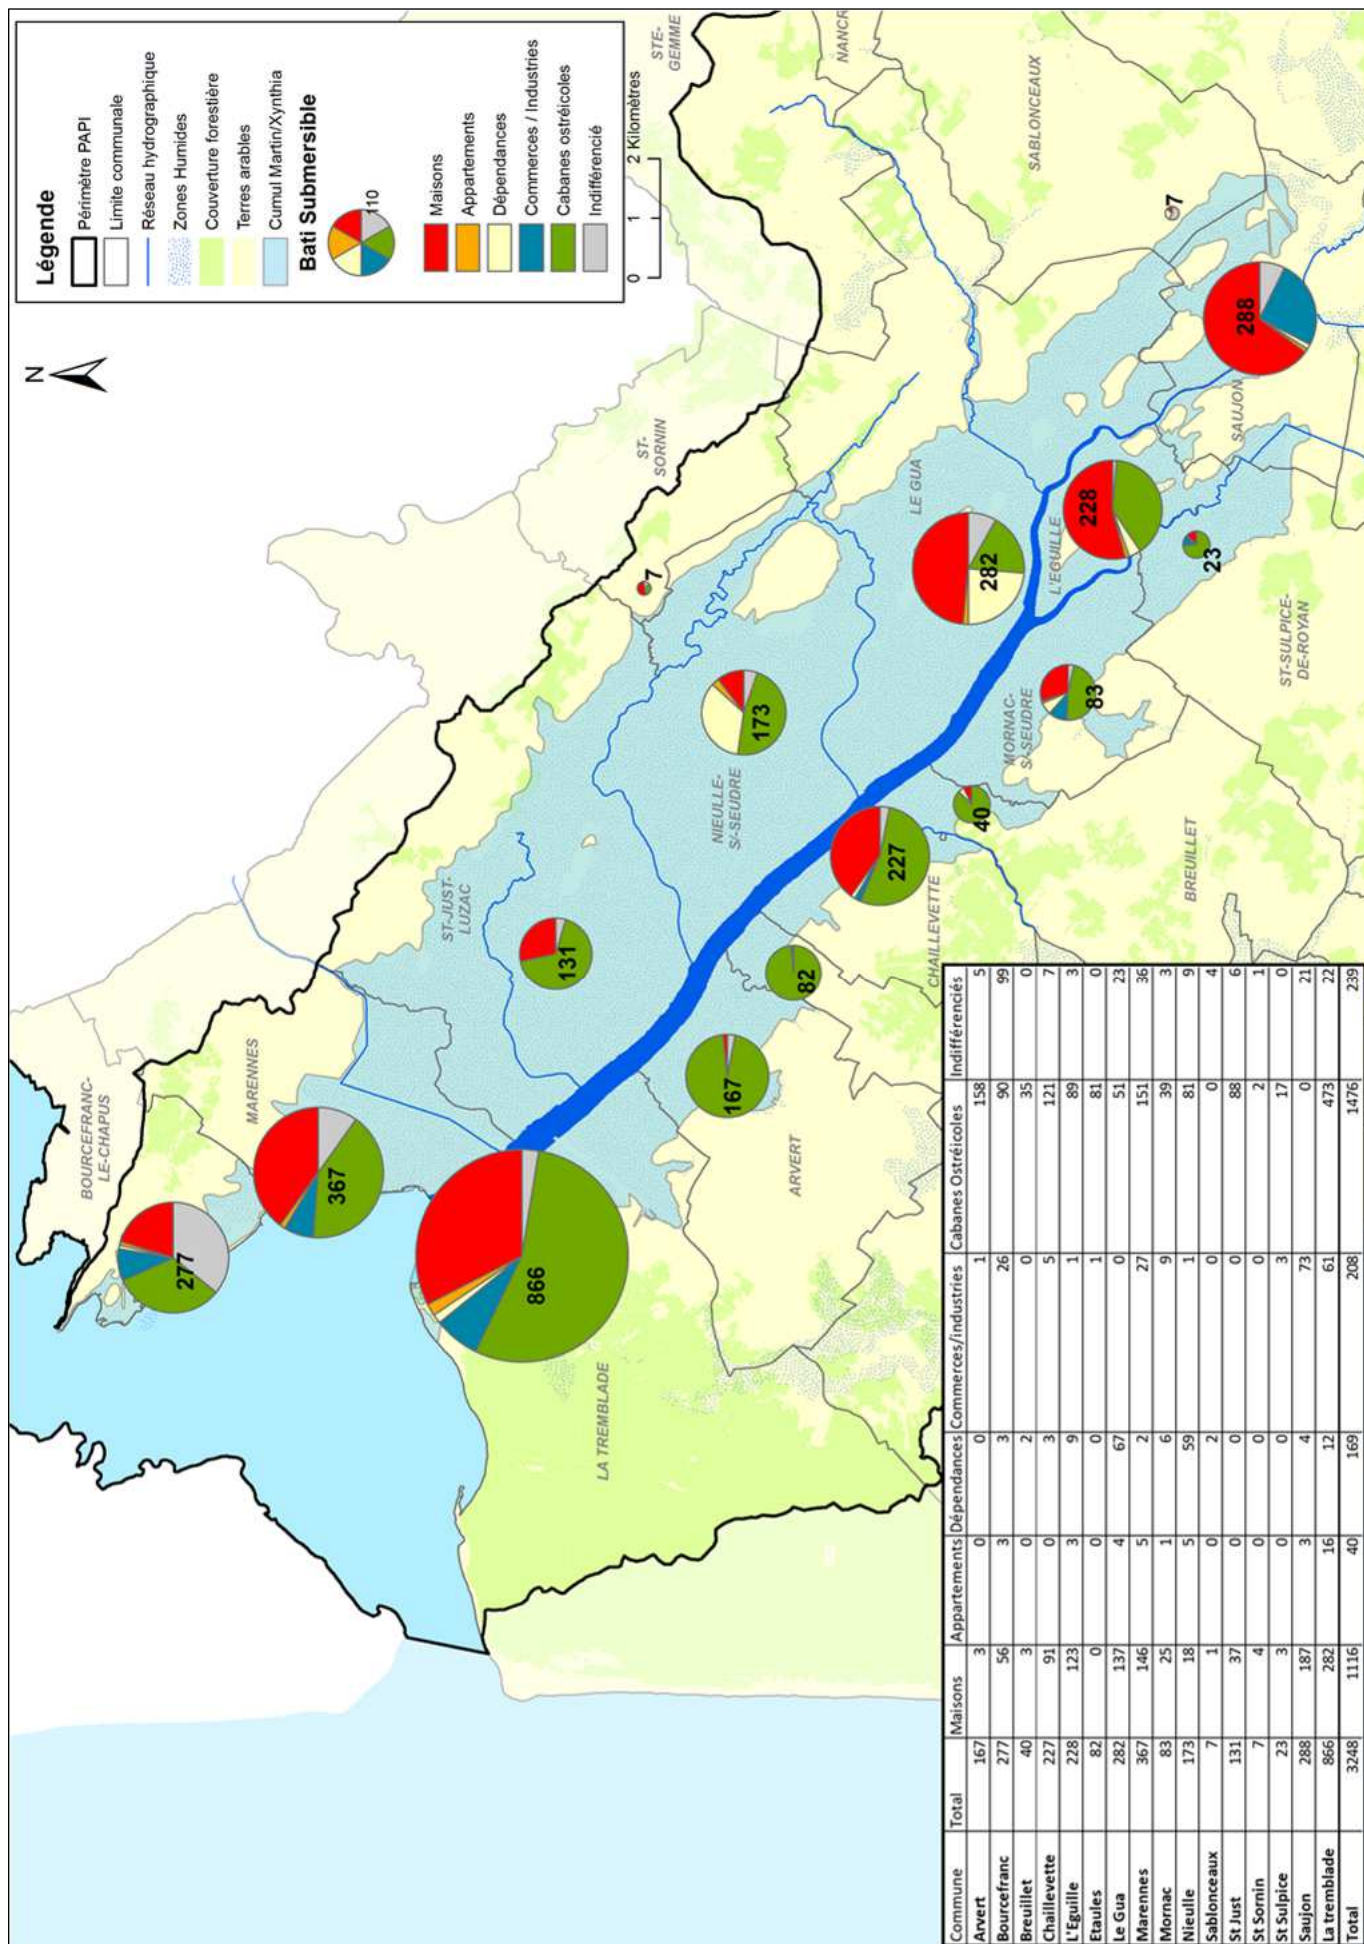 Légende
Périmètre PAPI
Limite communale
Réseau hydrographique
Zones Humides
Couverture forestière
Terres arables
Cumul Martin/Xynthia
Bati Submersible
110
Maisons
Appartements
Dépendances
Commerces / Industries
Cabanes ostréicoles
Indifférencié
0 1 2 Kilomètres
N
BOURCEFRANC-
LE-CHAPUS
277
MARENNES
367
866
LA TREMBLADE
ST-JUST-
LUZAC
131
167
ARVERT
82
NIEULLE-
S/-SEUDRE
173
ST-
SORNIN
7
227
CHAILLEVETTE
40
BREUILLET
MORNAC-
S/-SEUDRE
83
LE GUA
282
L'EGUILLE
228
23
ST-SULPICE-
DE-ROYAN
SAUJON
288
7
SABLONCEAUX
NANCR
STE-
GEMME
Commune Total Maisons Appartements Dépendances Commerces/industries Cabanes Ostréicoles Indifférenciés
Arvert 167 3 0 0 1 158 5
Bourcefranc 277 56 3 3 26 90 99
Breuillet 40 3 0 2 0 35 0
Chaillevette 227 91 0 3 5 121 7
L'Eguille 228 123 3 9 1 89 3
Etaules 82 0 0 0 1 81 0
Le Gua 282 137 4 67 0 51 23
Marennes 367 146 5 2 27 151 36
Mornac 83 25 1 6 9 39 3
Nieulle 173 18 5 59 1 81 9
Sablonceaux 7 1 0 2 0 0 4
St Just 131 37 0 0 0 88 6
St Sornin 7 4 0 0 0 2 1
St Sulpice 23 3 0 0 3 17 0
Saujon 288 187 3 4 73 0 21
La tremblade 866 282 16 12 61 473 22
Total 3248 1116 40 169 208 1476 239